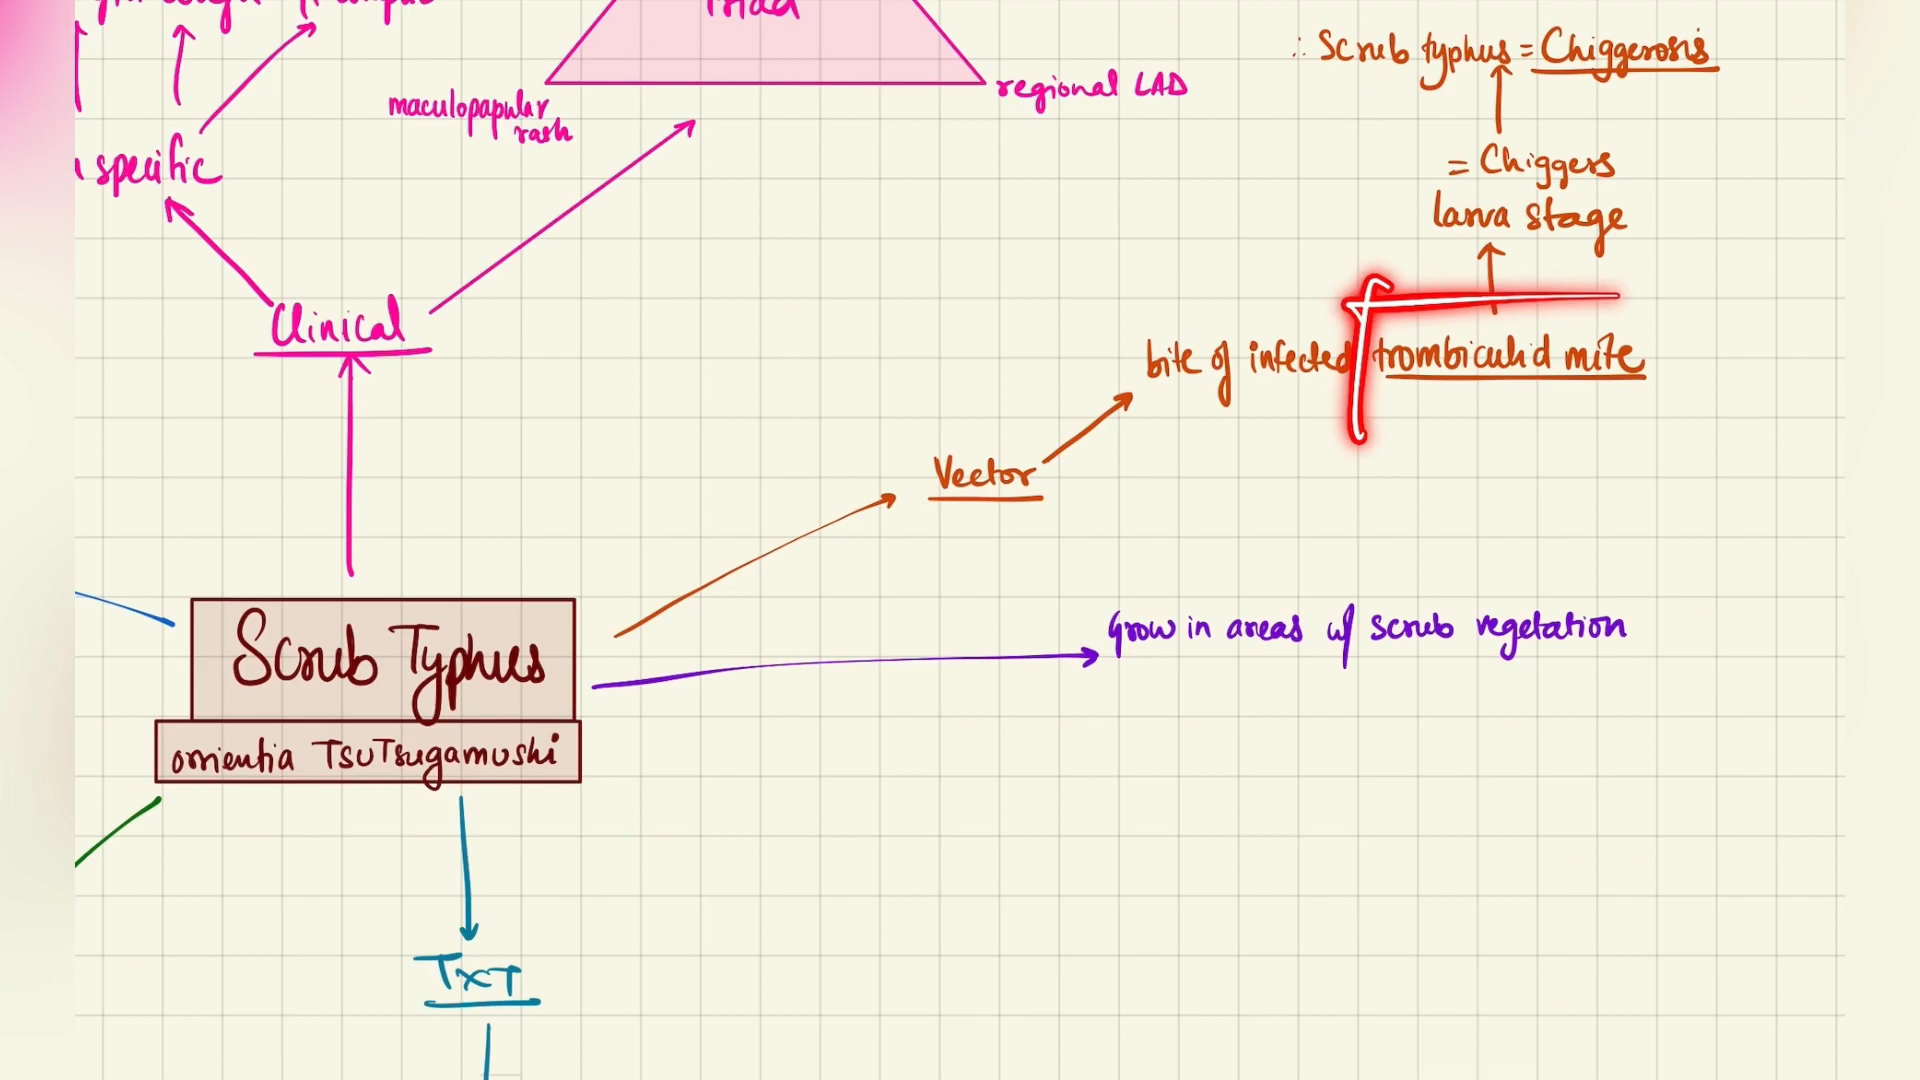 Triad
∴ Scrub typhus = Chiggerosis
regional LAD
maculopapular
rash
specific
= Chiggers
larva stage
Clinical
bite of infected trombiculid mite
Vector
Grow in areas w/ scrub vegetation
Scrub Typhus
orientia TsuTsugamushi
TxT